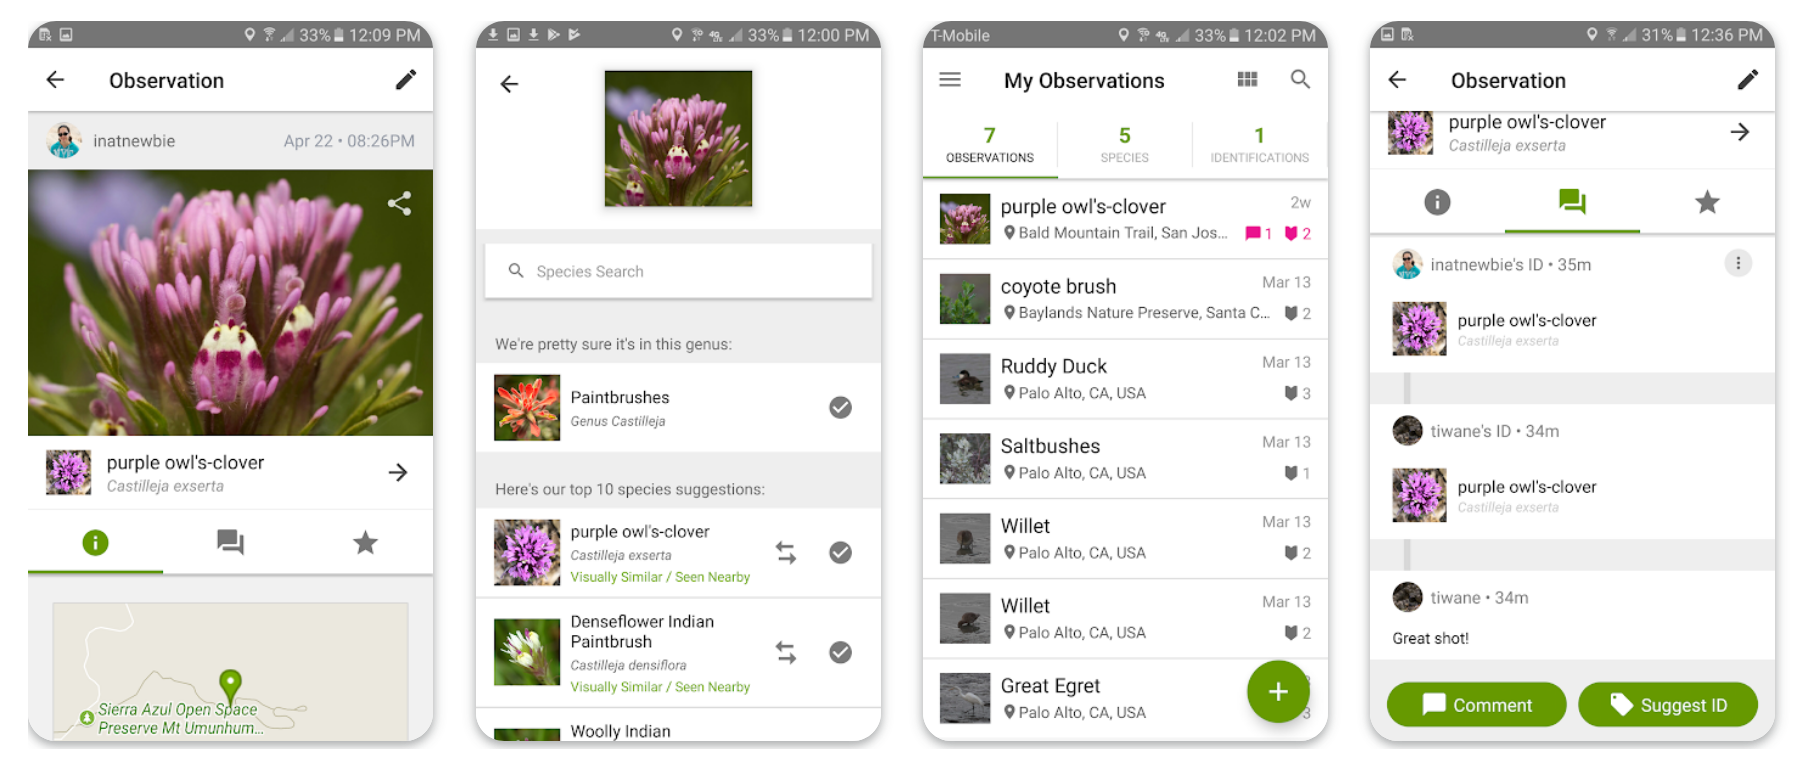 33% 12:09 PM
Observation
inatnewbie Apr 22 • 08:26PM
purple owl's-clover
Castilleja exserta
Sierra Azul Open Space
Preserve Mt Umunhum...
33% 12:00 PM
Species Search
We're pretty sure it's in this genus:
Paintbrushes
Genus Castilleja
Here's our top 10 species suggestions:
purple owl's-clover
Castilleja exserta
Visually Similar / Seen Nearby
Denseflower Indian
Paintbrush
Castilleja densiflora
Visually Similar / Seen Nearby
Woolly Indian
T-Mobile 4G 33% 12:02 PM
My Observations
7 5 1
OBSERVATIONS SPECIES IDENTIFICATIONS
purple owl's-clover 2w
Bald Mountain Trail, San Jos... 1 2
coyote brush Mar 13
Baylands Nature Preserve, Santa C... 2
Ruddy Duck Mar 13
Palo Alto, CA, USA 3
Saltbushes Mar 13
Palo Alto, CA, USA 1
Willet Mar 13
Palo Alto, CA, USA 2
Willet Mar 13
Palo Alto, CA, USA 2
Great Egret
Palo Alto, CA, USA 3
31% 12:36 PM
Observation
purple owl's-clover
Castilleja exserta
inatnewbie's ID • 35m
purple owl's-clover
Castilleja exserta
tiwane's ID • 34m
purple owl's-clover
Castilleja exserta
tiwane • 34m
Great shot!
Comment Suggest ID